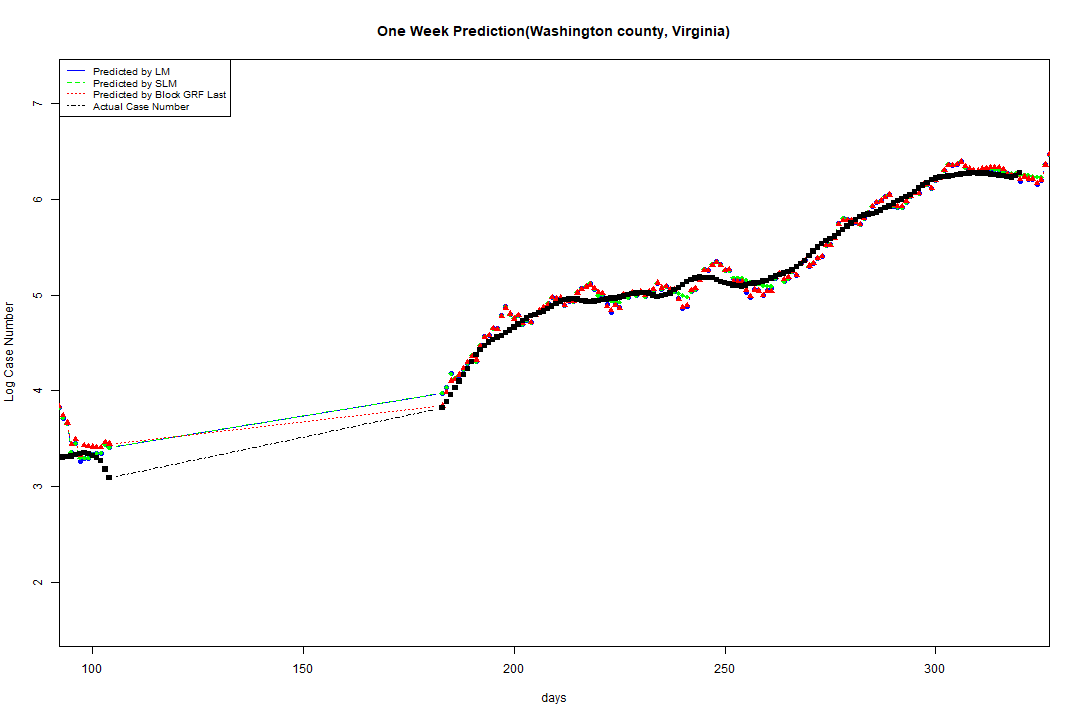 One Week Prediction(Washington county, Virginia)
Predicted by LM
Predicted by SLM
Predicted by Block GRF Last
Actual Case Number
7
6
5
4
3
2
Log Case Number
100 150 200 250 300
days